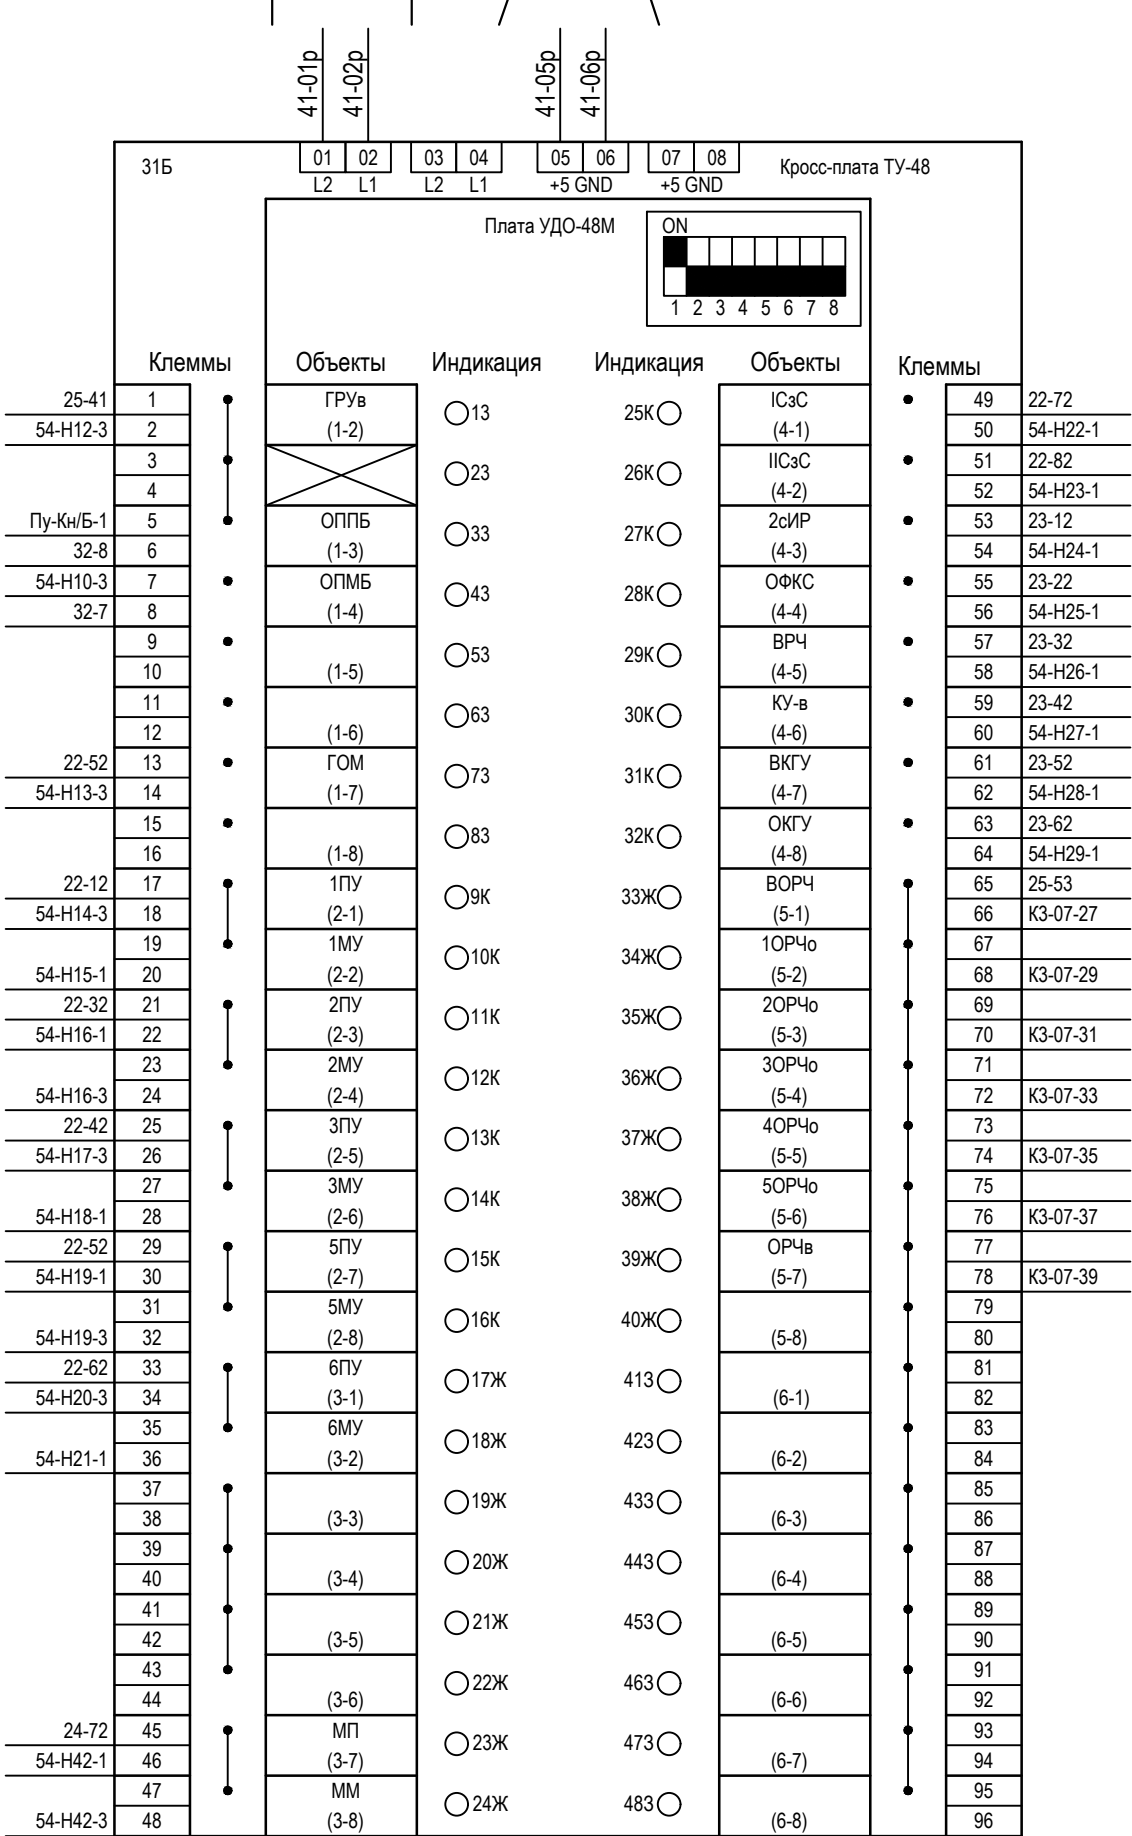 41-01р 41-02р 41-05р 41-06р
31Б 01 02 03 04 05 06 07 08 Кросс-плата ТУ-48
L2 L1 L2 L1 +5 GND +5 GND
Плата УДО-48М ON
1 2 3 4 5 6 7 8
Клеммы Объекты Индикация Индикация Объекты Клеммы
25-41 1 ГРУв 13 25К IСзС 49 22-72
54-Н12-3 2 (1-2) (4-1) 50 54-Н22-1
3 23 26К IIСзС 51 22-82
4 (4-2) 52 54-Н23-1
Пу-Кн/Б-1 5 ОППБ 33 27К 2сИР 53 23-12
32-8 6 (1-3) (4-3) 54 54-Н24-1
54-Н10-3 7 ОПМБ 43 28К ОФКС 55 23-22
32-7 8 (1-4) (4-4) 56 54-Н25-1
9 53 29К ВРЧ 57 23-32
10 (1-5) (4-5) 58 54-Н26-1
11 63 30К КУ-в 59 23-42
12 (1-6) (4-6) 60 54-Н27-1
22-52 13 ГОМ 73 31К ВКГУ 61 23-52
54-Н13-3 14 (1-7) (4-7) 62 54-Н28-1
15 83 32К ОКГУ 63 23-62
16 (1-8) (4-8) 64 54-Н29-1
22-12 17 1ПУ 9К 33Ж ВОРЧ 65 25-53
54-Н14-3 18 (2-1) (5-1) 66 К3-07-27
19 1МУ 10К 34Ж 1ОРЧо 67
54-Н15-1 20 (2-2) (5-2) 68 К3-07-29
22-32 21 2ПУ 11К 35Ж 2ОРЧо 69
54-Н16-1 22 (2-3) (5-3) 70 К3-07-31
23 2МУ 12К 36Ж 3ОРЧо 71
54-Н16-3 24 (2-4) (5-4) 72 К3-07-33
22-42 25 3ПУ 13К 37Ж 4ОРЧо 73
54-Н17-3 26 (2-5) (5-5) 74 К3-07-35
27 3МУ 14К 38Ж 5ОРЧо 75
54-Н18-1 28 (2-6) (5-6) 76 К3-07-37
22-52 29 5ПУ 15К 39Ж ОРЧв 77
54-Н19-1 30 (2-7) (5-7) 78 К3-07-39
31 5МУ 16К 40Ж 79
54-Н19-3 32 (2-8) (5-8) 80
22-62 33 6ПУ 17Ж 413 81
54-Н20-3 34 (3-1) (6-1) 82
35 6МУ 18Ж 423 83
54-Н21-1 36 (3-2) (6-2) 84
37 19Ж 433 85
38 (3-3) (6-3) 86
39 20Ж 443 87
40 (3-4) (6-4) 88
41 21Ж 453 89
42 (3-5) (6-5) 90
43 22Ж 463 91
44 (3-6) (6-6) 92
24-72 45 МП 23Ж 473 93
54-Н42-1 46 (3-7) (6-7) 94
47 ММ 24Ж 483 95
54-Н42-3 48 (3-8) (6-8) 96